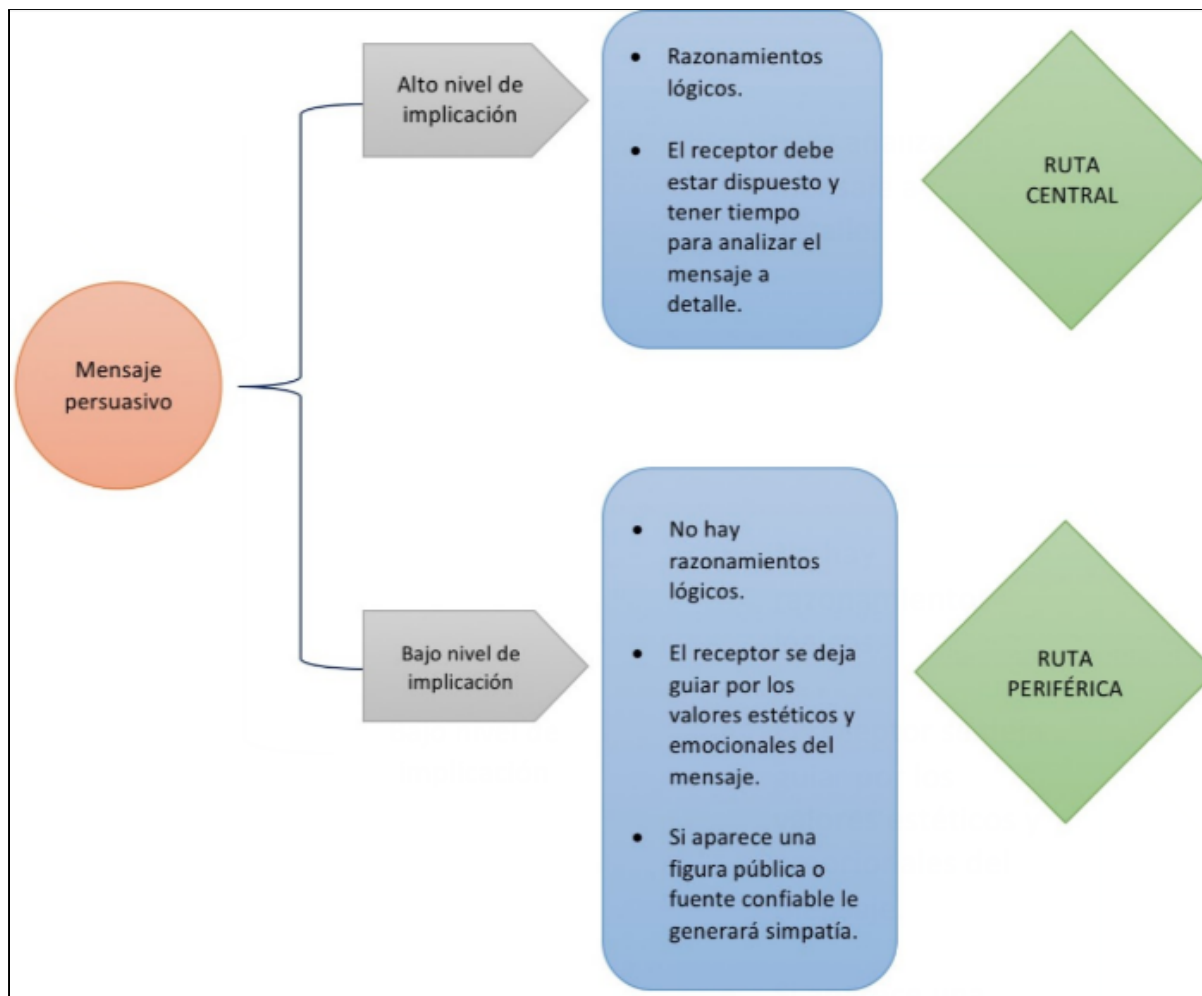 Mensaje
persuasivo
Alto nivel de
implicación
• Razonamientos
lógicos.
• El receptor debe
estar dispuesto y
tener tiempo
para analizar el
mensaje a
detalle.
RUTA
CENTRAL
Bajo nivel de
implicación
• No hay
razonamientos
lógicos.
• El receptor se deja
guiar por los
valores estéticos y
emocionales del
mensaje.
• Si aparece una
figura pública o
fuente confiable le
generará simpatía.
RUTA
PERIFÉRICA